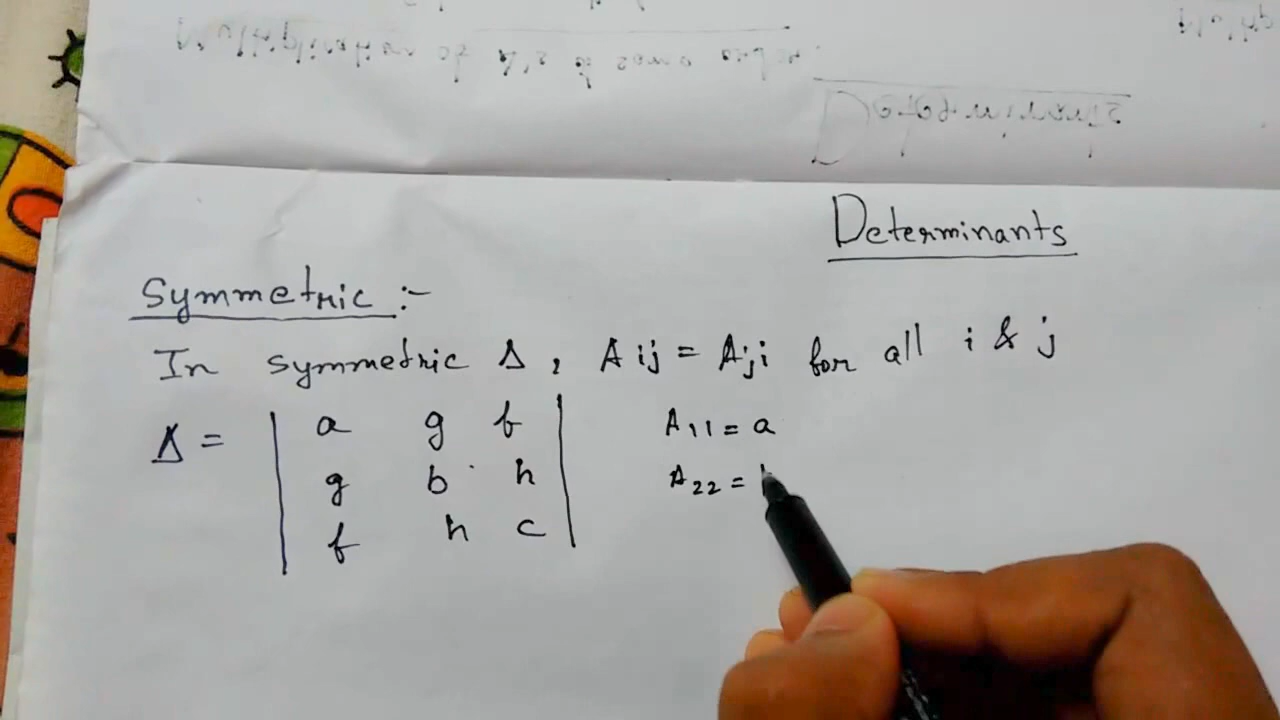 Determinants
Symmetric :-
In symmetric Δ, Aij = Aji for all i & j
Δ = | a g f |
| g b h |
| f h c |
A11 = a
A22 =